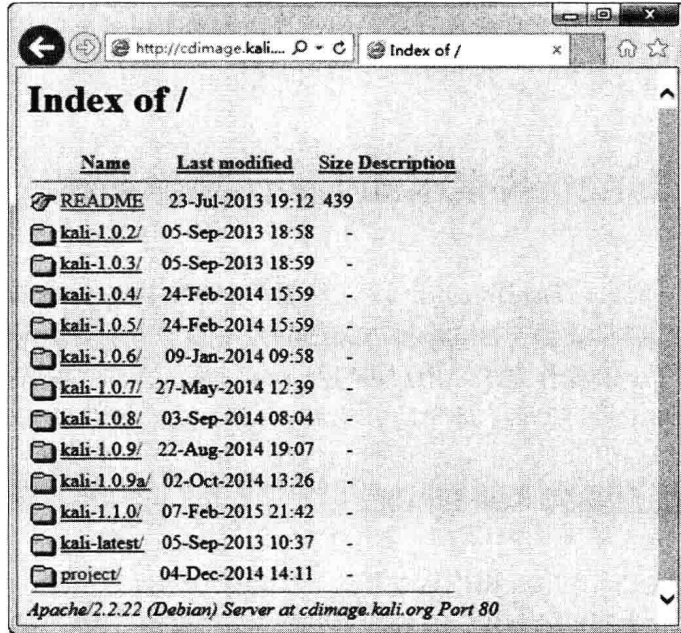 http://cdimage.kali....
Index of /
Index of /
Name Last modified Size Description
README 23-Jul-2013 19:12 439
kali-1.0.2/ 05-Sep-2013 18:58 -
kali-1.0.3/ 05-Sep-2013 18:59 -
kali-1.0.4/ 24-Feb-2014 15:59 -
kali-1.0.5/ 24-Feb-2014 15:59 -
kali-1.0.6/ 09-Jan-2014 09:58 -
kali-1.0.7/ 27-May-2014 12:39 -
kali-1.0.8/ 03-Sep-2014 08:04 -
kali-1.0.9/ 22-Aug-2014 19:07 -
kali-1.0.9a/ 02-Oct-2014 13:26 -
kali-1.1.0/ 07-Feb-2015 21:42 -
kali-latest/ 05-Sep-2013 10:37 -
project/ 04-Dec-2014 14:11 -
Apache/2.2.22 (Debian) Server at cdimage.kali.org Port 80